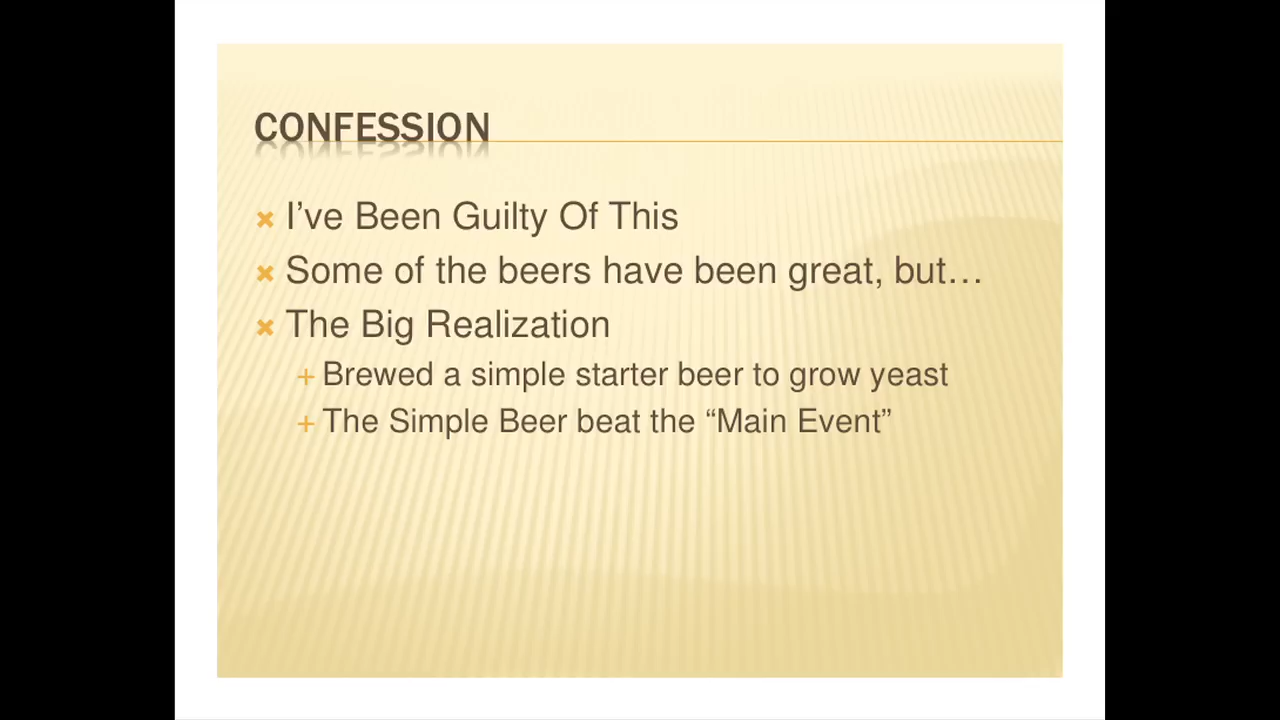 CONFESSION
I’ve Been Guilty Of This
Some of the beers have been great, but…
The Big Realization
Brewed a simple starter beer to grow yeast
The Simple Beer beat the “Main Event”